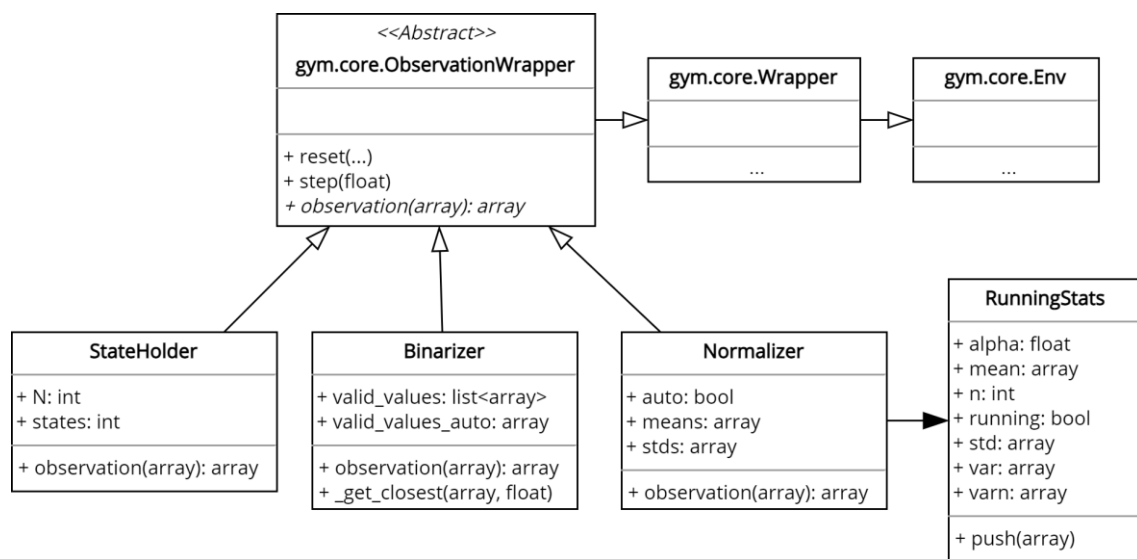 <<Abstract>>
gym.core.ObservationWrapper
+ reset(...)
+ step(float)
+ observation(array): array
gym.core.Wrapper
...
gym.core.Env
...
StateHolder
+ N: int
+ states: int
+ observation(array): array
Binarizer
+ valid_values: list<array>
+ valid_values_auto: array
+ observation(array): array
+ _get_closest(array, float)
Normalizer
+ auto: bool
+ means: array
+ stds: array
+ observation(array): array
RunningStats
+ alpha: float
+ mean: array
+ n: int
+ running: bool
+ std: array
+ var: array
+ varn: array
+ push(array)